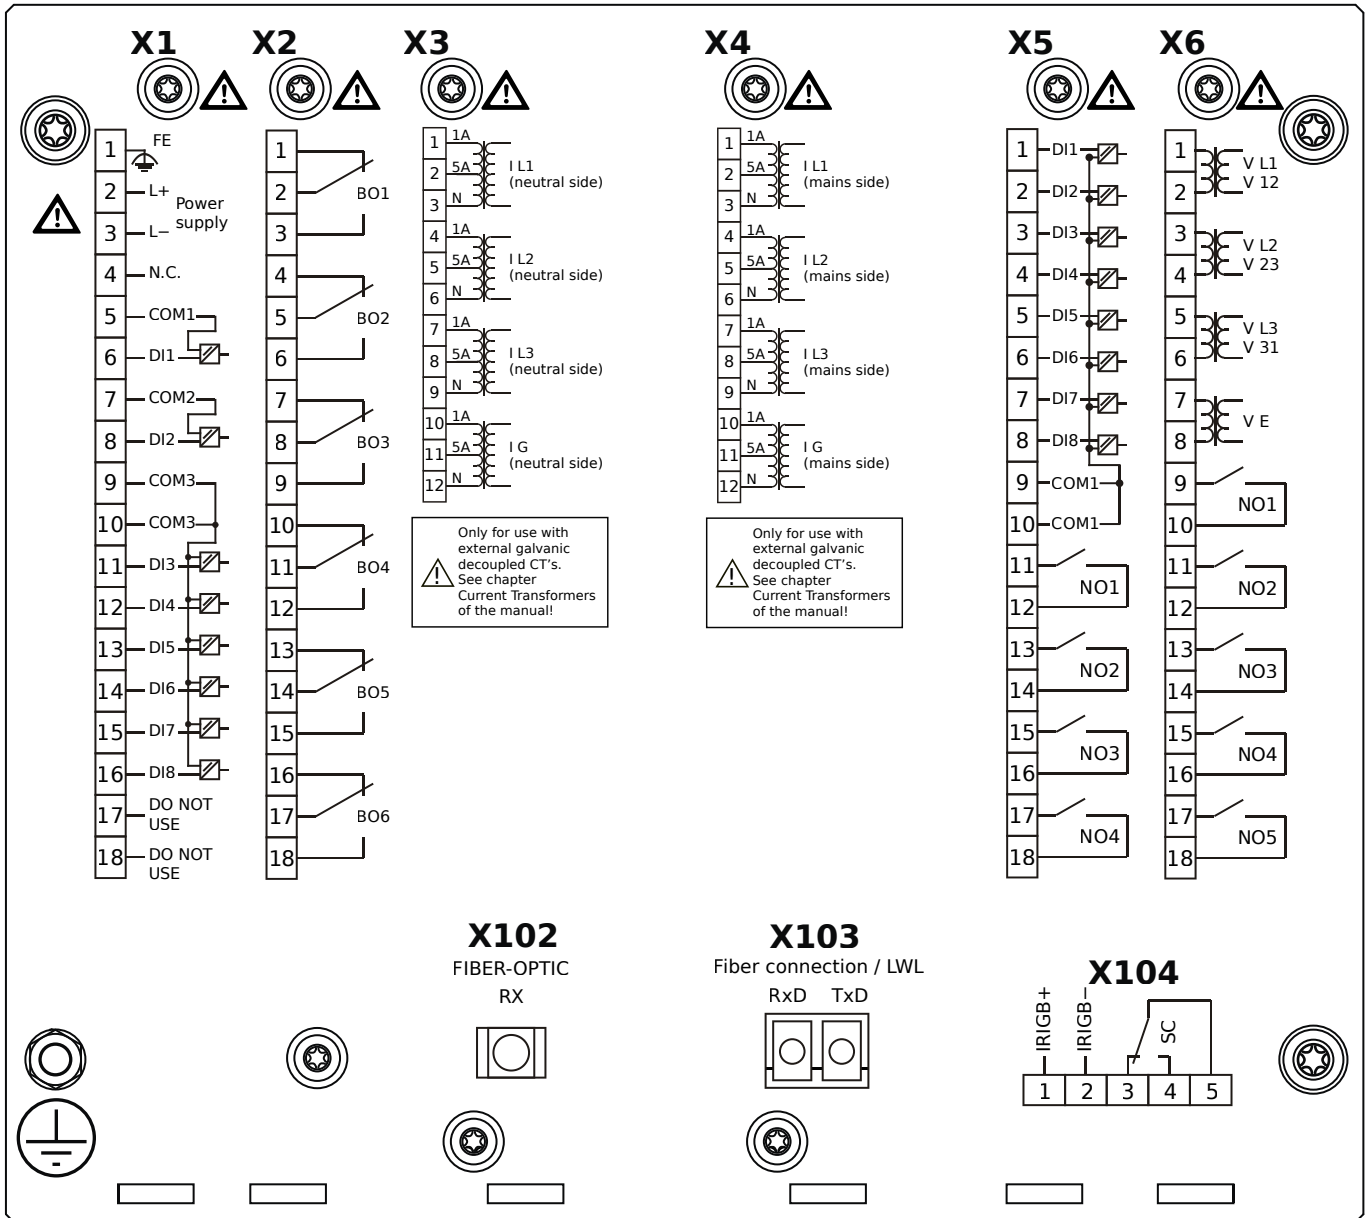 X1
X2
X3
X4
X5
X6
1
FE
2
L+
Power
supply
3
L−
4
N.C.
5
COM1
6
DI1
7
COM2
8
DI2
9
COM3
10
COM3
11
DI3
12
DI4
13
DI5
14
DI6
15
DI7
16
DI8
17
DO NOT
USE
18
DO NOT
USE
1
2
BO1
3
4
5
BO2
6
7
8
BO3
9
10
11
BO4
12
13
14
BO5
15
16
17
BO6
18
1
1A
2
5A
I L1
(neutral side)
3
N
4
1A
5
5A
I L2
(neutral side)
6
N
7
1A
8
5A
I L3
(neutral side)
9
N
10
1A
11
5A
I G
(neutral side)
12
N
Only for use with
external galvanic
decoupled CT’s.
See chapter
Current Transformers
of the manual!
1
1A
2
5A
I L1
(mains side)
3
N
4
1A
5
5A
I L2
(mains side)
6
N
7
1A
8
5A
I L3
(mains side)
9
N
10
1A
11
5A
I G
(mains side)
12
N
Only for use with
external galvanic
decoupled CT’s.
See chapter
Current Transformers
of the manual!
1
DI1
2
DI2
3
DI3
4
DI4
5
DI5
6
DI6
7
DI7
8
DI8
9
COM1
10
COM1
11
NO1
12
13
NO2
14
15
NO3
16
17
NO4
18
1
V L1
V 12
2
3
V L2
V 23
4
5
V L3
V 31
6
7
V E
8
9
NO1
10
11
NO2
12
13
NO3
14
15
NO4
16
17
NO5
18
X102
FIBER-OPTIC
RX
X103
Fiber connection / LWL
RxD TxD
X104
IRIGB+
IRIGB−
SC
1 2 3 4 5